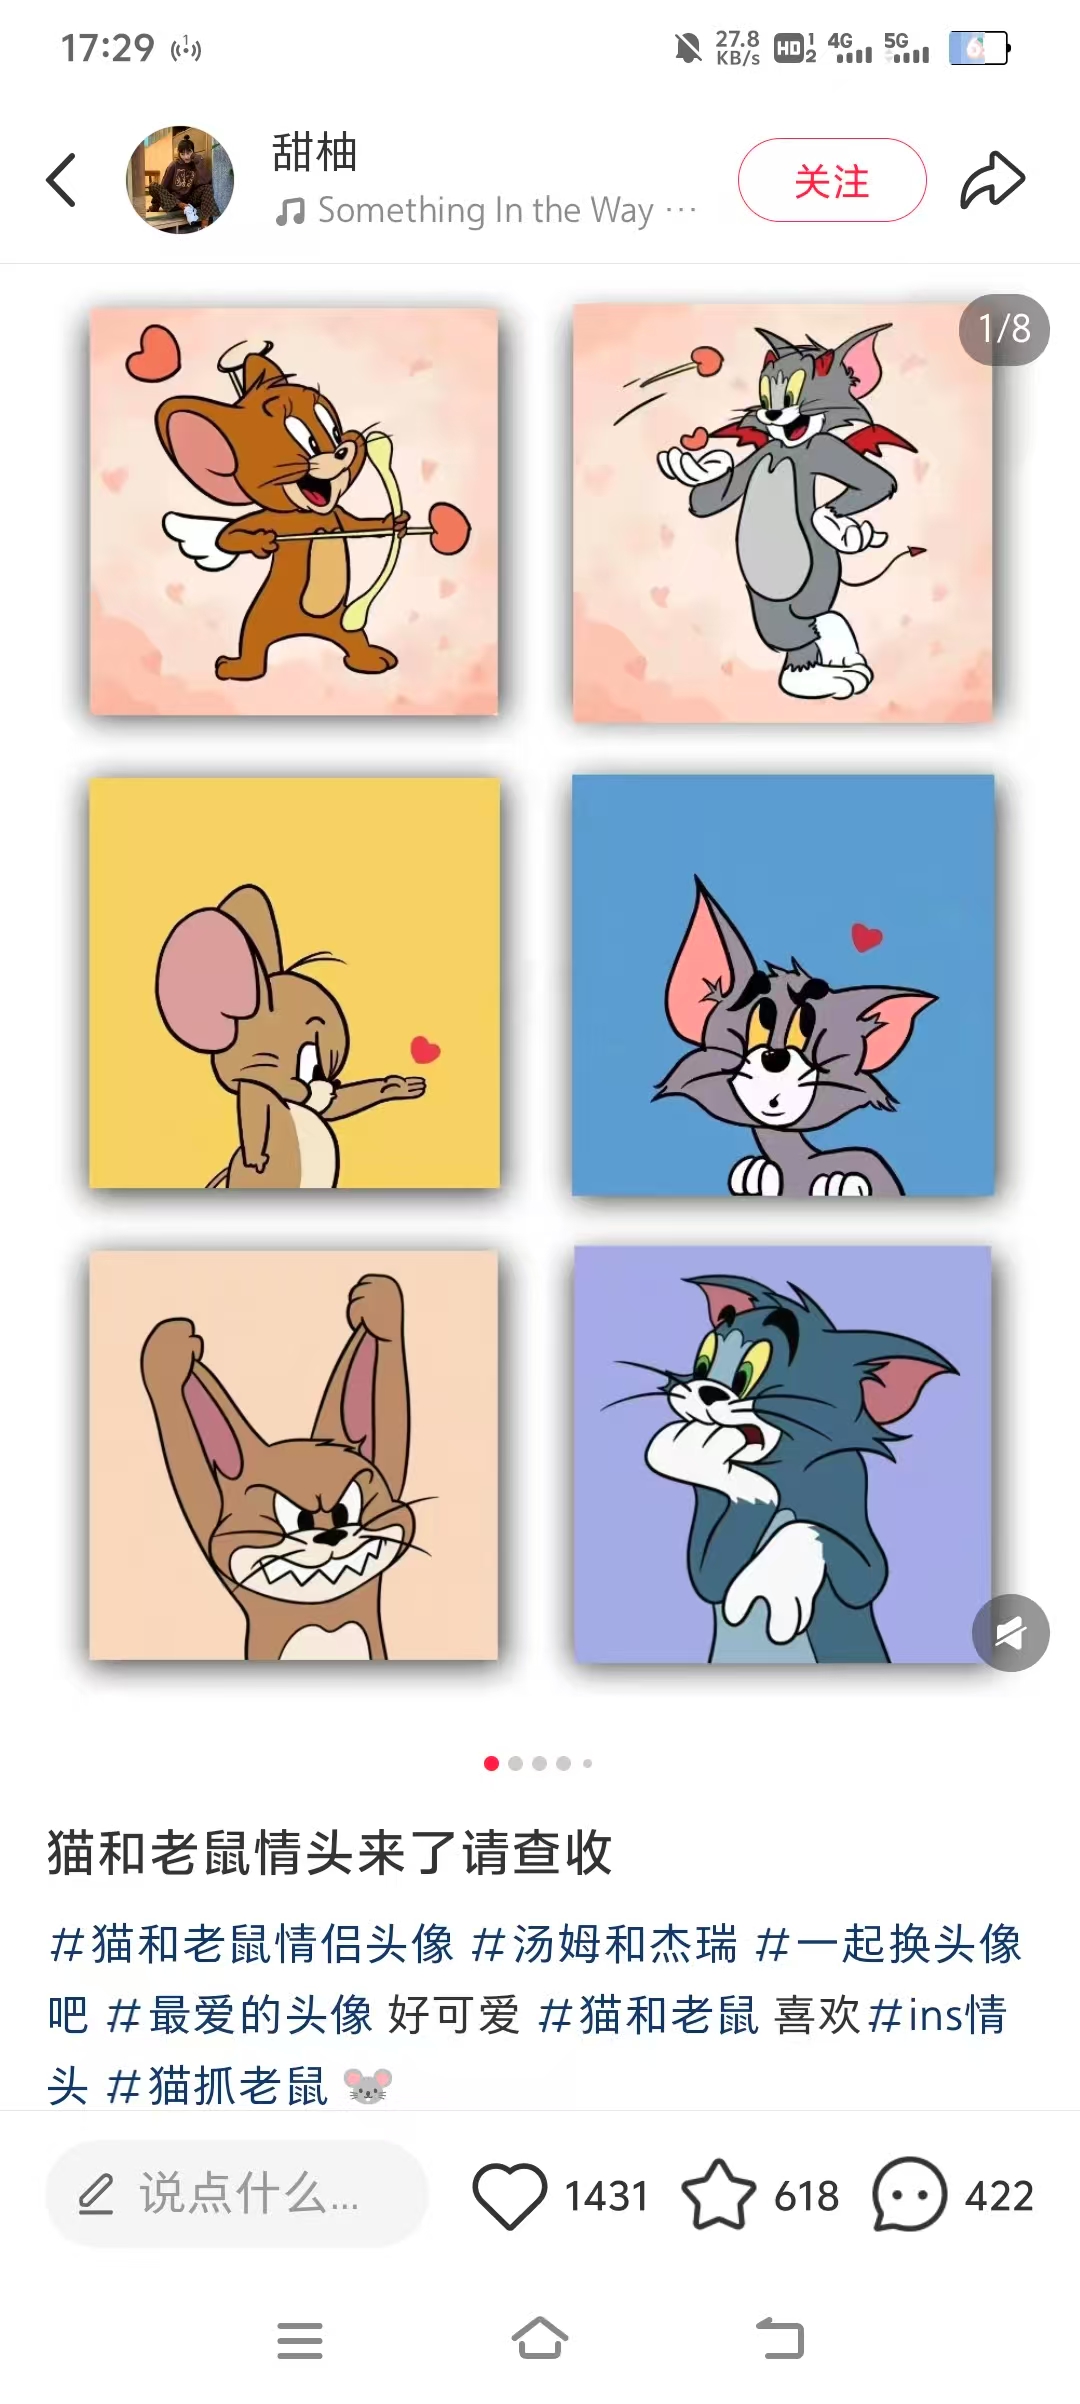 17:29
27.8 KB/s HD 1 2 4G 5G
甜柚
Something In the Way ···
关注
1/8
猫和老鼠情头来了请查收
#猫和老鼠情侣头像 #汤姆和杰瑞 #一起换头像
吧 #最爱的头像 好可爱 #猫和老鼠 喜欢#ins情
头 #猫抓老鼠 🐭
说点什么...
1431
618
422